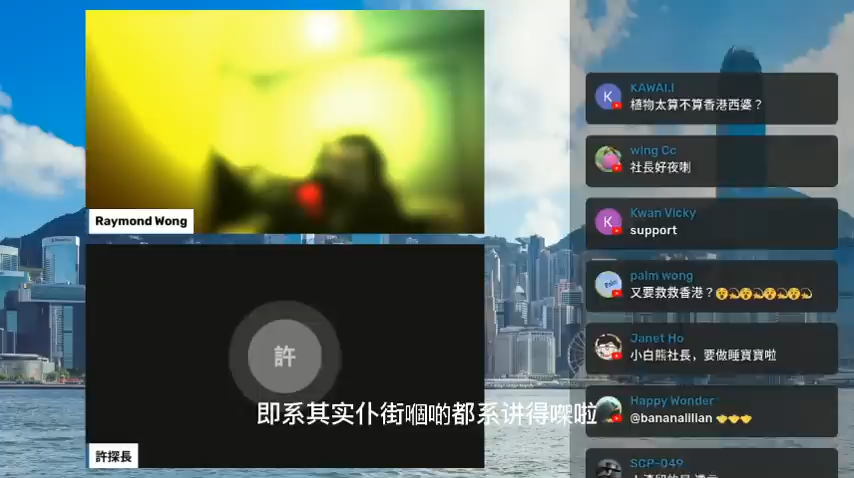 Raymond Wong
許
即系其实仆街嗰啲都系讲得㗎啦
許探長
K
KAWAI.I
植物太算不算香港西婆？
wing Cc
社長好夜喇
K
Kwan Vicky
support
palm wong
又要救救香港？😵😵😵😵
Janet Ho
小白熊社長，要做睡寶寶啦
Happy Wonder
@bananalilian
SCP-049